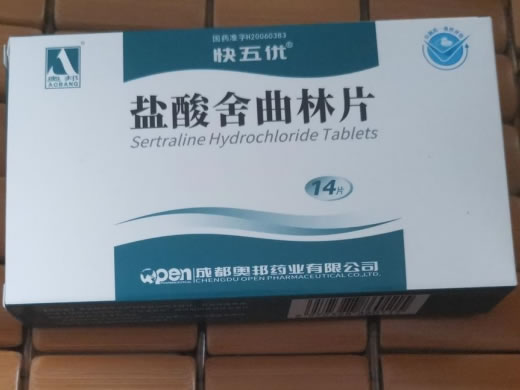 国药准字H20060383
快五优®
奥邦
AOBANG
盐酸舍曲林片
Sertraline Hydrochloride Tablets
14片
Open 成都奥邦药业有限公司
CHENGDU OPEN PHARMACEUTICAL CO.,LTD.